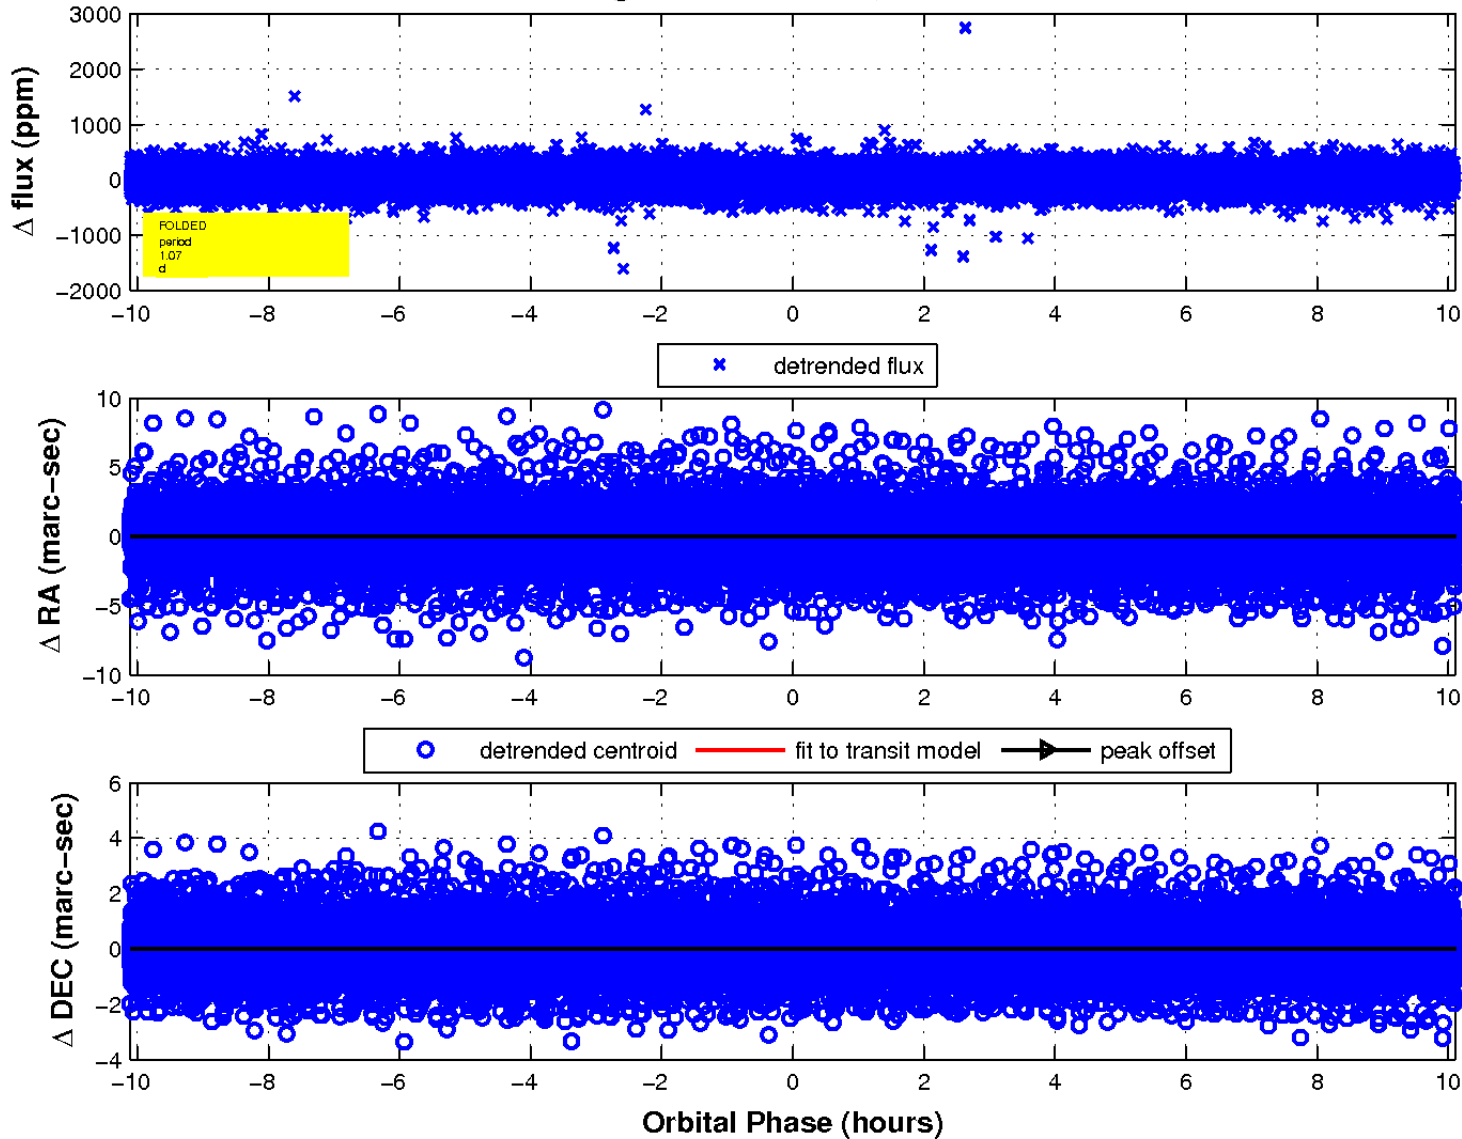 3000
2000
1000
0
−1000
−2000
Δ flux (ppm)
FOLDED
period
1.07
d
−10 −8 −6 −4 −2 0 2 4 6 8 10
detrended flux
10
5
0
−5
−10
Δ RA (marc−sec)
−10 −8 −6 −4 −2 0 2 4 6 8 10
detrended centroid fit to transit model peak offset
6
4
2
0
−2
−4
Δ DEC (marc−sec)
−10 −8 −6 −4 −2 0 2 4 6 8 10
Orbital Phase (hours)